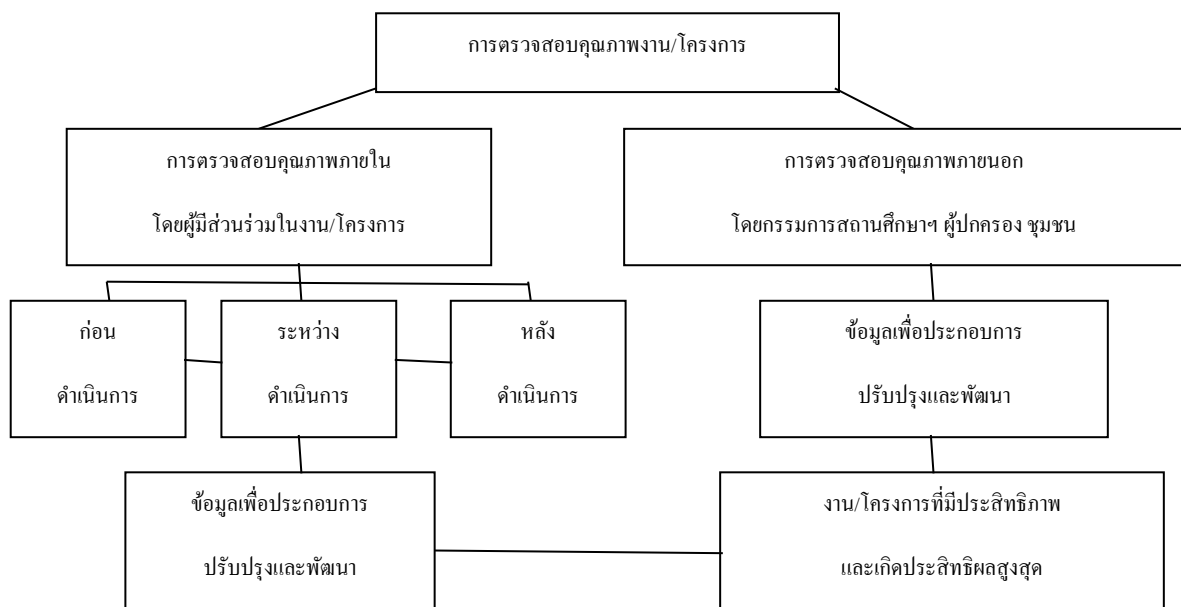 การตรวจสอบคุณภาพงาน/โครงการ
การตรวจสอบคุณภาพภายใน
โดยผู้มีส่วนร่วมในงาน/โครงการ
การตรวจสอบคุณภาพภายนอก
โดยกรรมการสถานศึกษาฯ ผู้ปกครอง ชุมชน
ก่อน
ดำเนินการ
ระหว่าง
ดำเนินการ
หลัง
ดำเนินการ
ข้อมูลเพื่อประกอบการ
ปรับปรุงและพัฒนา
ข้อมูลเพื่อประกอบการ
ปรับปรุงและพัฒนา
งาน/โครงการที่มีประสิทธิภาพ
และเกิดประสิทธิผลสูงสุด